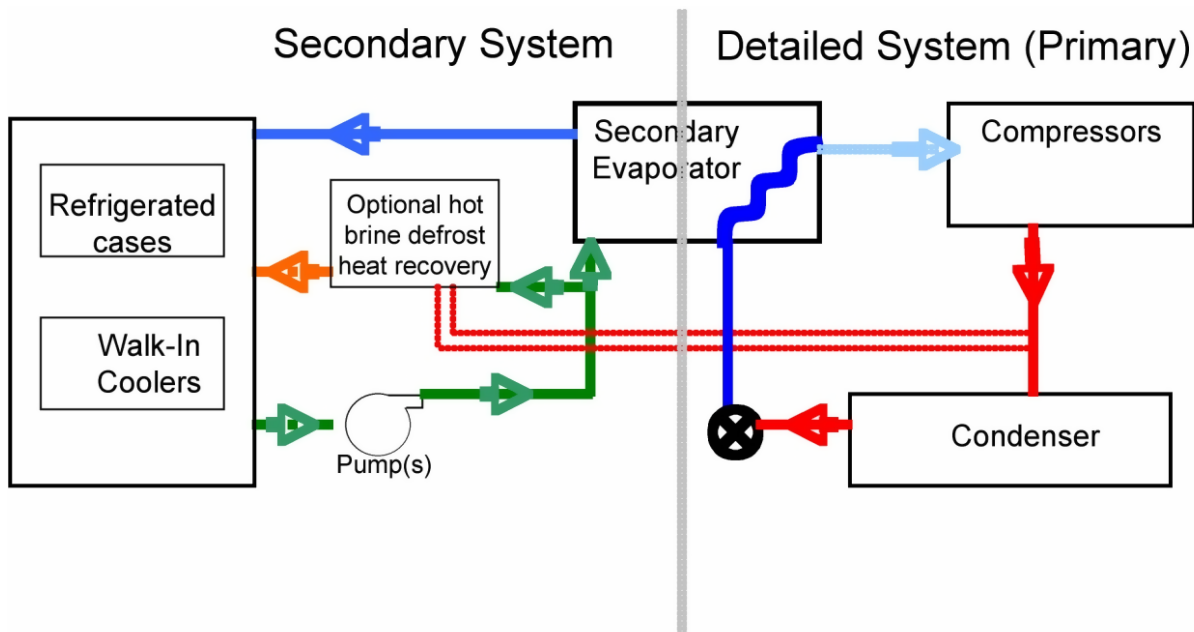 Secondary System
Detailed System (Primary)
Secondary
Evaporator
Compressors
Refrigerated
cases
Optional hot
brine defrost
heat recovery
Walk-In
Coolers
Pump(s)
Condenser